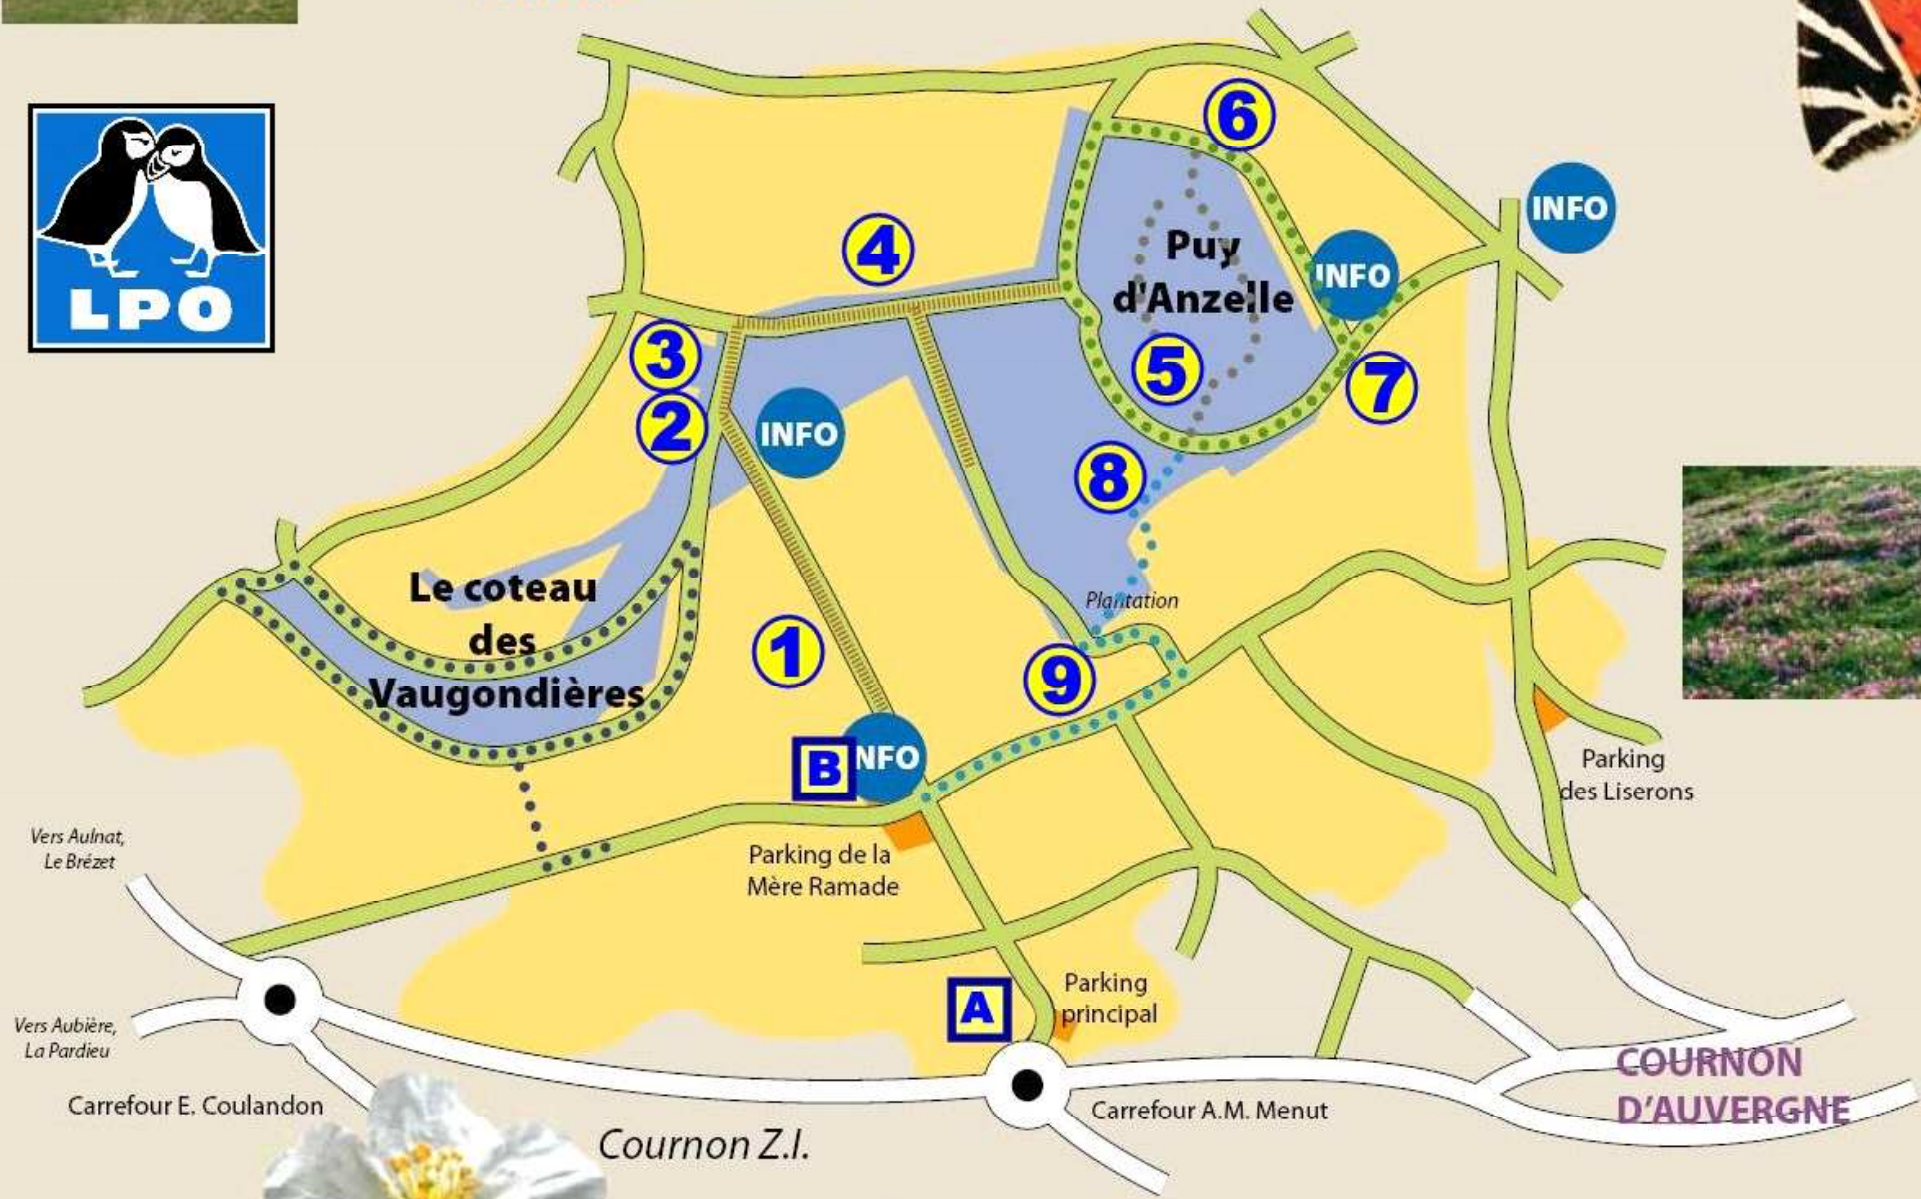 6
INFO
INFO
4
Puy
d'Anzelle
LPO
3
5
7
2
INFO
8
Le coteau
des
Vaugondières
Plantation
1
9
B
INFO
Parking
des Liserons
Vers Aulnat,
Le Brézet
Parking de la
Mère Ramade
A
Parking
principal
Vers Aubière,
La Pardieu
COURNON
D'AUVERGNE
Carrefour E. Coulandon
Carrefour A.M. Menut
Cournon Z.I.